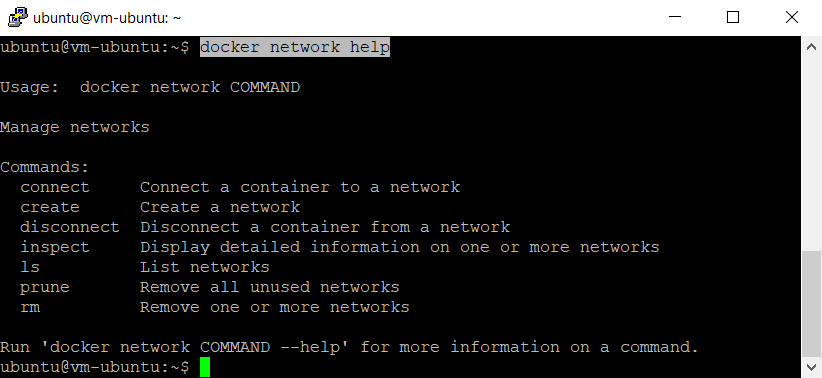 ubuntu@vm-ubuntu: ~
ubuntu@vm-ubuntu:~$ docker network help
Usage:  docker network COMMAND
Manage networks
Commands:
  connect     Connect a container to a network
  create      Create a network
  disconnect  Disconnect a container from a network
  inspect     Display detailed information on one or more networks
  ls          List networks
  prune       Remove all unused networks
  rm          Remove one or more networks
Run 'docker network COMMAND --help' for more information on a command.
ubuntu@vm-ubuntu:~$